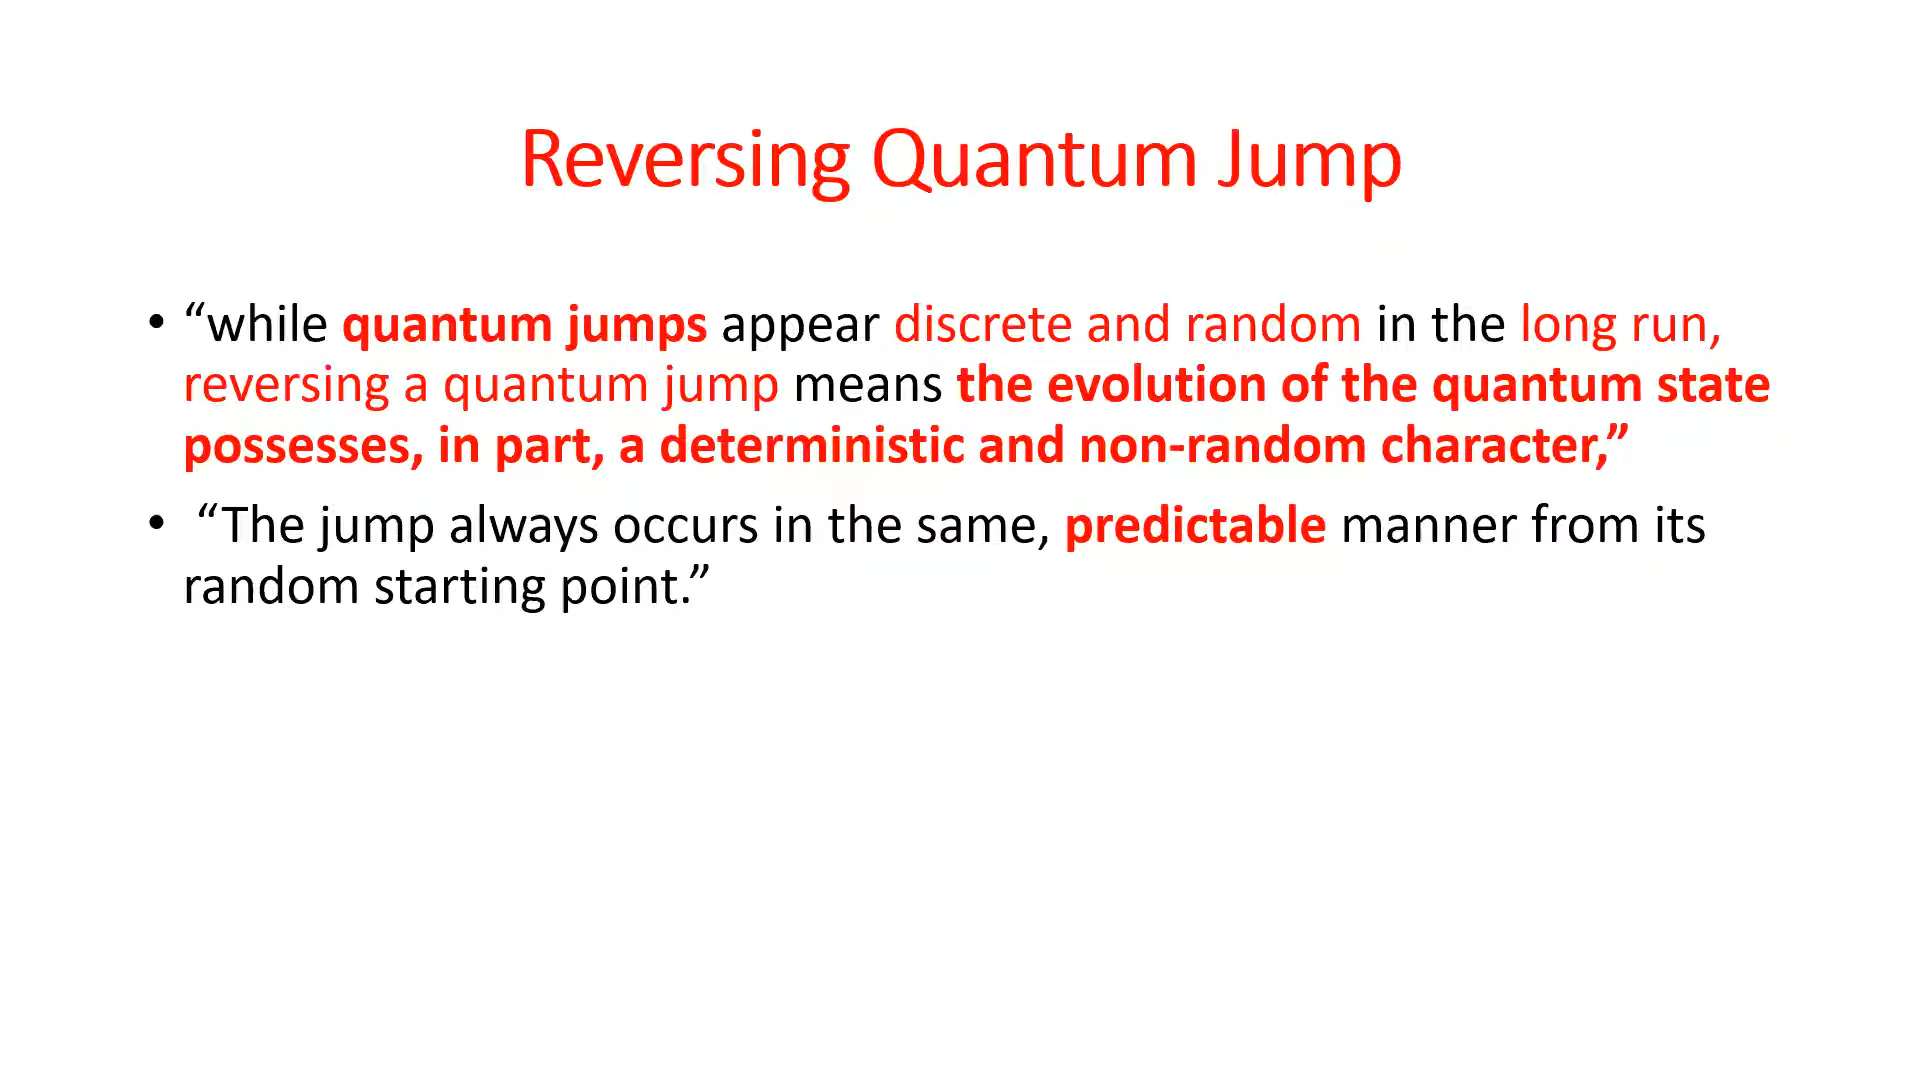 Reversing Quantum Jump
• “while quantum jumps appear discrete and random in the long run,
reversing a quantum jump means the evolution of the quantum state
possesses, in part, a deterministic and non-random character,”
• “The jump always occurs in the same, predictable manner from its
random starting point.”